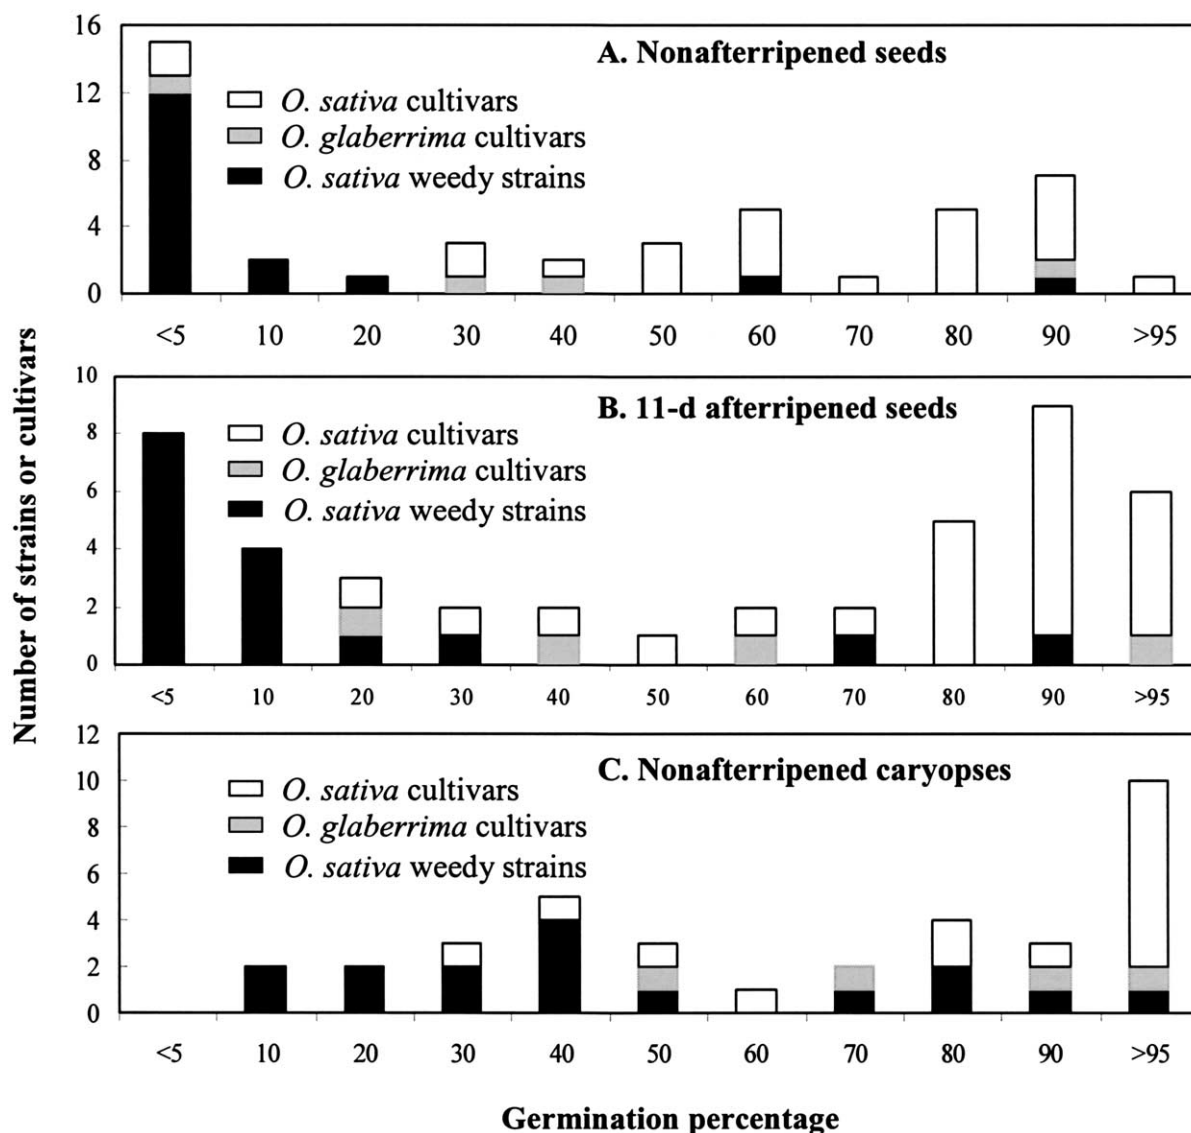 Number of strains or cultivars
A. Nonafterripened seeds
O. sativa cultivars
O. glaberrima cultivars
O. sativa weedy strains
16
12
8
4
0
<5 10 20 30 40 50 60 70 80 90 >95
B. 11-d afterripened seeds
O. sativa cultivars
O. glaberrima cultivars
O. sativa weedy strains
10
8
6
4
2
0
<5 10 20 30 40 50 60 70 80 90 >95
C. Nonafterripened caryopses
O. sativa cultivars
O. glaberrima cultivars
O. sativa weedy strains
12
10
8
6
4
2
0
<5 10 20 30 40 50 60 70 80 90 >95
Germination percentage